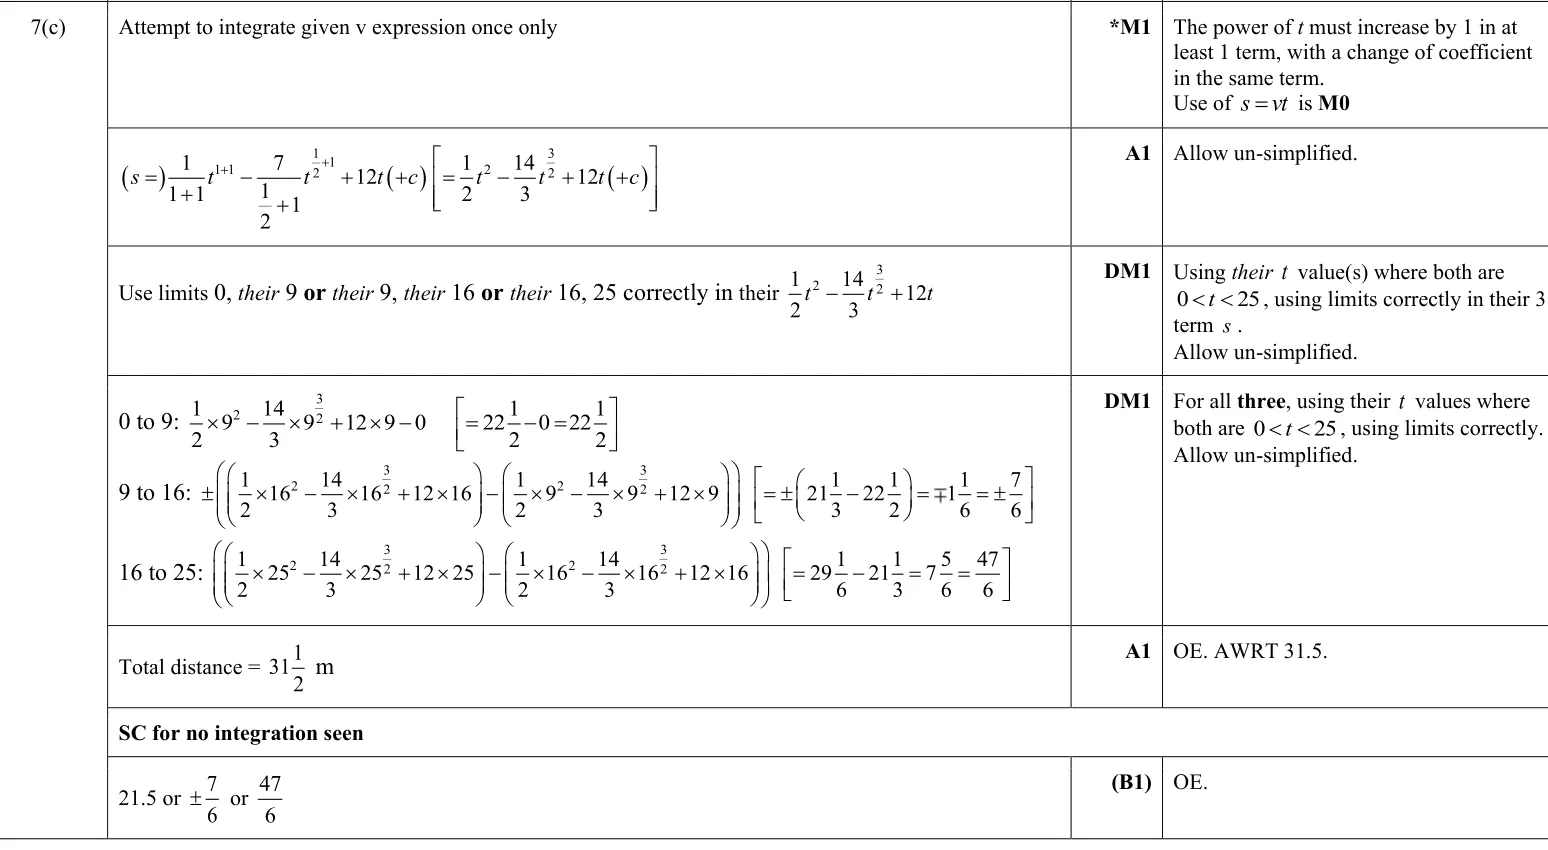 7(c) Attempt to integrate given v expression once only *M1 The power of t must increase by 1 in at
least 1 term, with a change of coefficient
in the same term.
Use of s = vt is M0
(s =) 1/(1+1) t^(1+1) − 7/(1/2+1) t^(1/2+1) + 12t (+c) [= 1/2 t^2 − 14/3 t^(3/2) + 12t (+c)] A1 Allow un-simplified.
Use limits 0, their 9 or their 9, their 16 or their 16, 25 correctly in their 1/2 t^2 − 14/3 t^(3/2) + 12t DM1 Using their t value(s) where both are
0 < t < 25, using limits correctly in their 3
term s.
Allow un-simplified.
0 to 9: 1/2 × 9^2 − 14/3 × 9^(3/2) + 12 × 9 − 0 [= 22 1/2 − 0 = 22 1/2] DM1 For all three, using their t values where
both are 0 < t < 25, using limits correctly.
Allow un-simplified.
9 to 16: ±((1/2 × 16^2 − 14/3 × 16^(3/2) + 12 × 16) − (1/2 × 9^2 − 14/3 × 9^(3/2) + 12 × 9)) [= ±(21 1/3 − 22 1/2) = ∓1 1/6 = ± 7/6]
16 to 25: ((1/2 × 25^2 − 14/3 × 25^(3/2) + 12 × 25) − (1/2 × 16^2 − 14/3 × 16^(3/2) + 12 × 16)) [= 29 1/6 − 21 1/3 = 7 5/6 = 47/6]
Total distance = 31 1/2 m A1 OE. AWRT 31.5.
SC for no integration seen
21.5 or ± 7/6 or 47/6 (B1) OE.